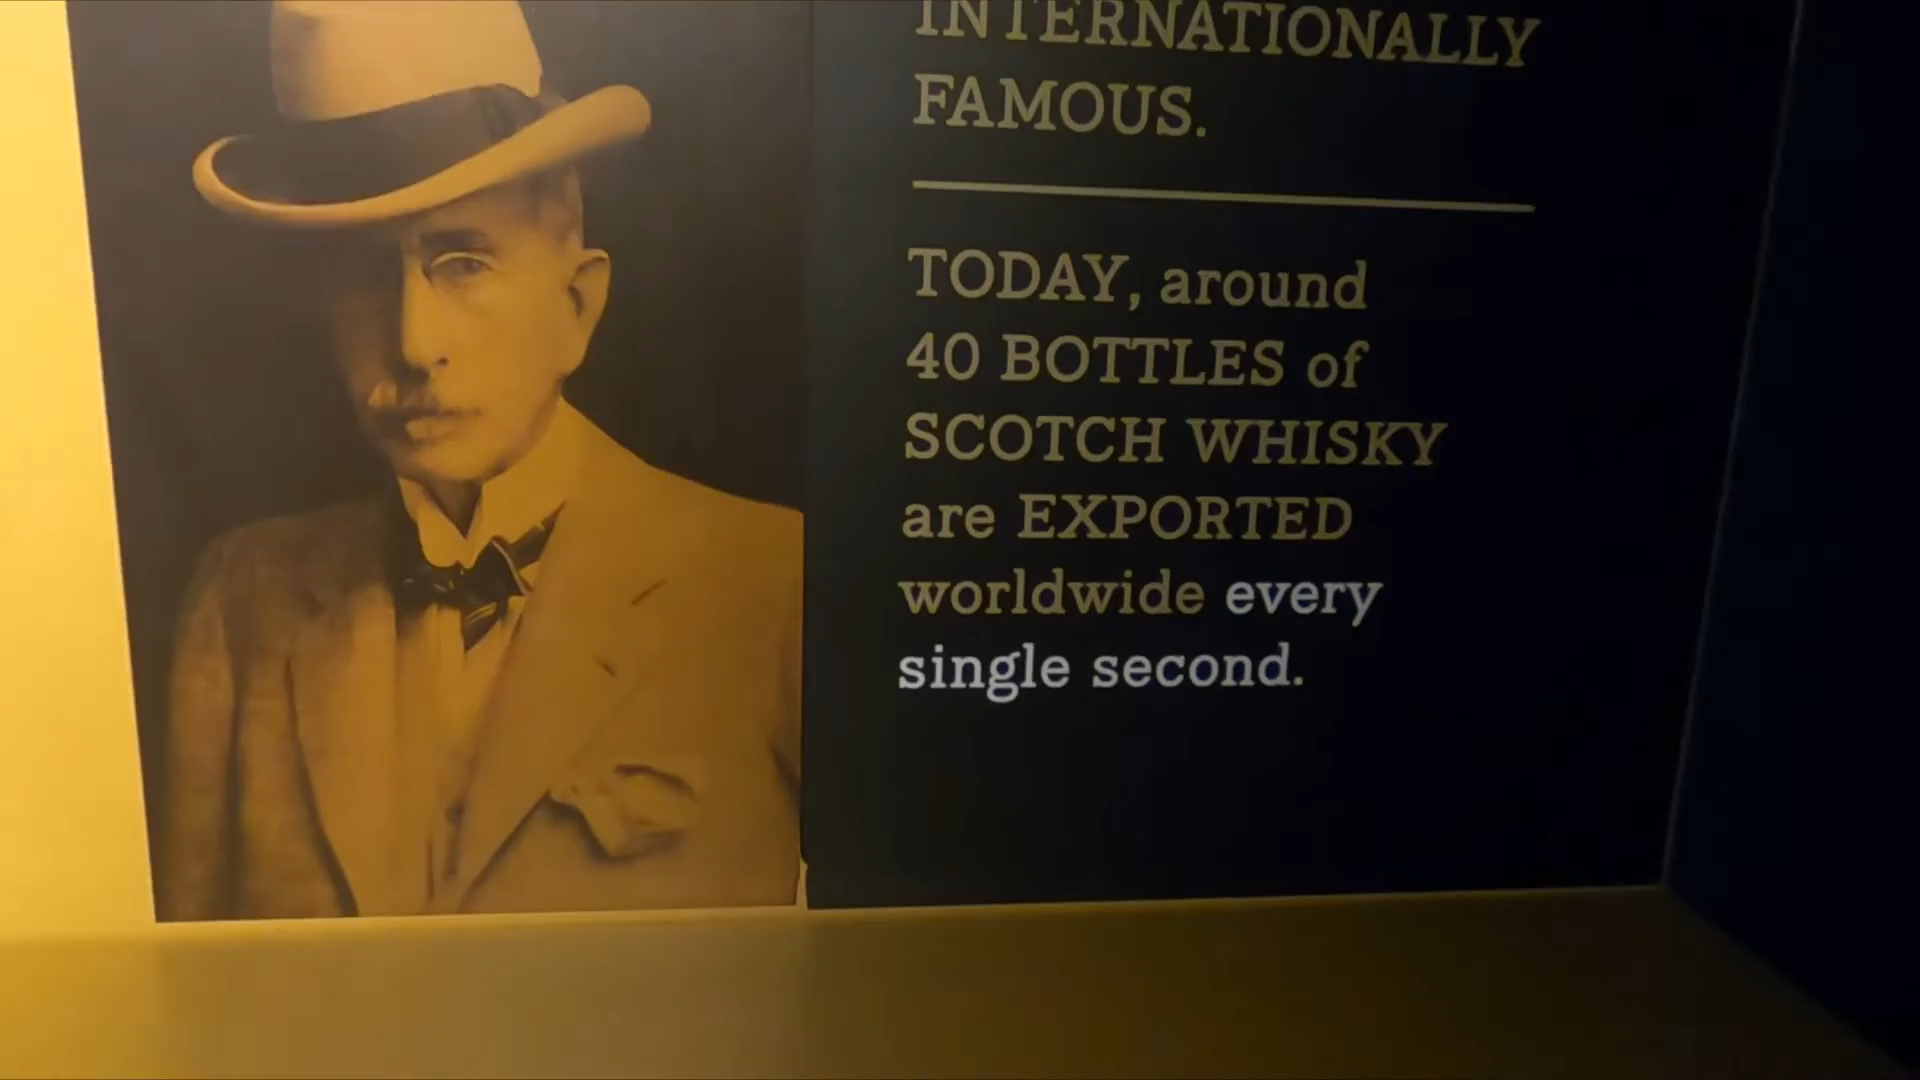 INTERNATIONALLY
FAMOUS.
TODAY, around
40 BOTTLES of
SCOTCH WHISKY
are EXPORTED
worldwide every
single second.